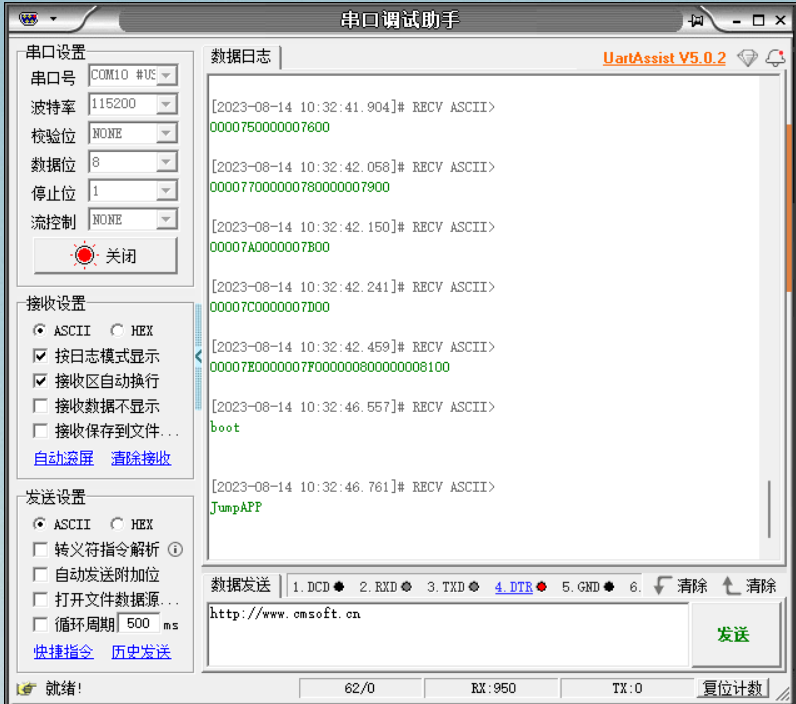 串口调试助手
串口设置
串口号 COM10 #US
波特率 115200
校验位 NONE
数据位 8
停止位 1
流控制 NONE
关闭
接收设置
ASCII HEX
按日志模式显示
接收区自动换行
接收数据不显示
接收保存到文件...
自动滚屏 清除接收
发送设置
ASCII HEX
转义符指令解析
自动发送附加位
打开文件数据源...
循环周期 500 ms
快捷指令 历史发送
数据日志 UartAssist V5.0.2
[2023-08-14 10:32:41.904]# RECV ASCII>
0000750000007600
[2023-08-14 10:32:42.058]# RECV ASCII>
000077000000780000007900
[2023-08-14 10:32:42.150]# RECV ASCII>
00007A0000007B00
[2023-08-14 10:32:42.241]# RECV ASCII>
00007C0000007D00
[2023-08-14 10:32:42.459]# RECV ASCII>
00007E0000007F000000800000008100
[2023-08-14 10:32:46.557]# RECV ASCII>
boot
[2023-08-14 10:32:46.761]# RECV ASCII>
JumpAPP
数据发送 1.DCD 2.RXD 3.TXD 4.DTR 5.GND 6. 清除 清除
http://www.cmsoft.cn
发送
就绪! 62/0 RX:950 TX:0 复位计数